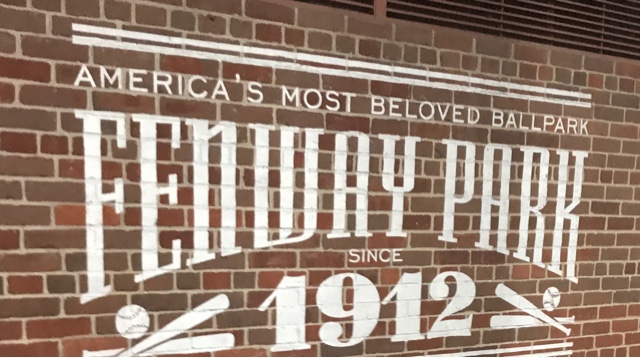 AMERICA'S MOST BELOVED BALLPARK
FENWAY PARK
SINCE
1912